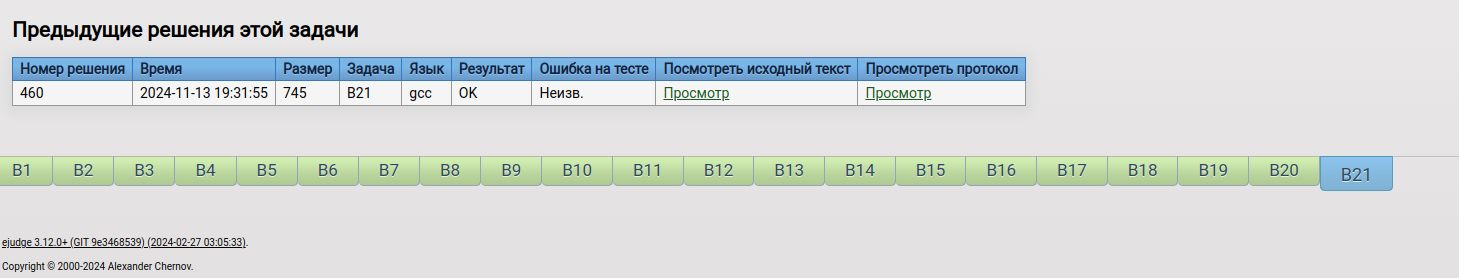 Предыдущие решения этой задачи
Номер решения Время Размер Задача Язык Результат Ошибка на тесте Посмотреть исходный текст Просмотреть протокол
460 2024-11-13 19:31:55 745 B21 gcc OK Неизв. Просмотр Просмотр
B1 B2 B3 B4 B5 B6 B7 B8 B9 B10 B11 B12 B13 B14 B15 B16 B17 B18 B19 B20 B21
ejudge 3.12.0+ (GIT 9e3468539) (2024-02-27 03:05:33).
Copyright © 2000-2024 Alexander Chernov.